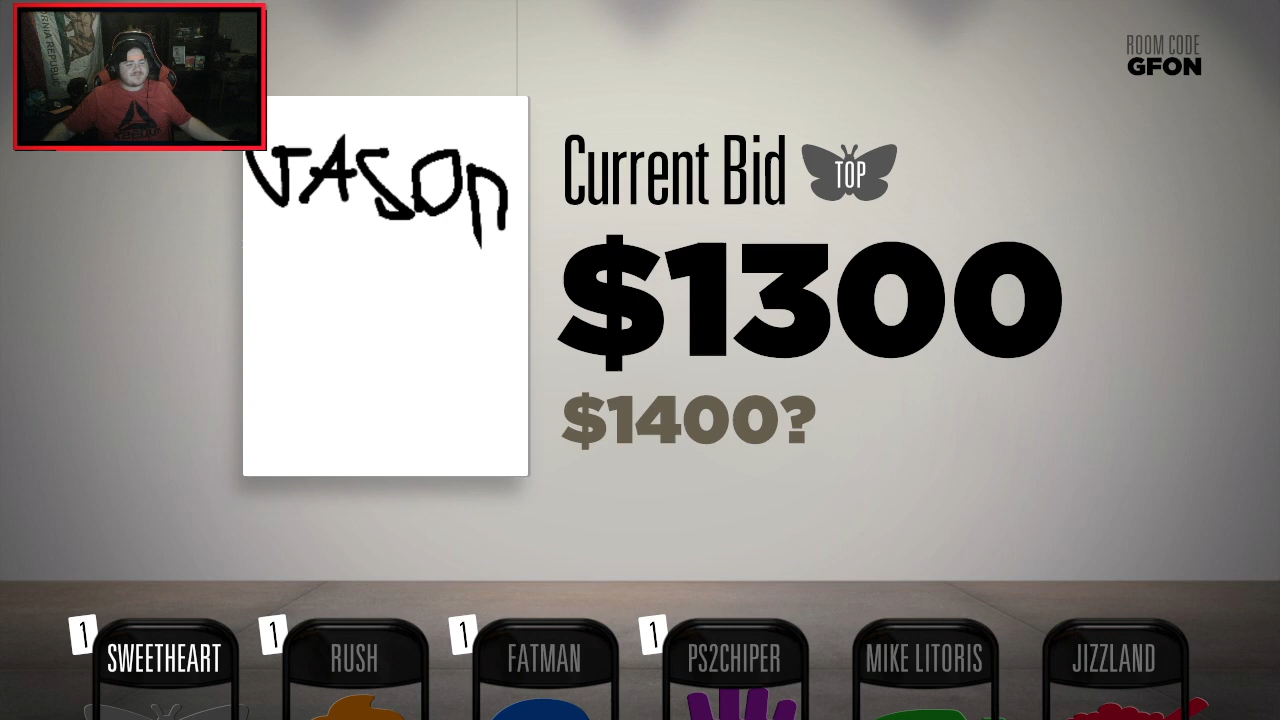 ROOM CODE
GFON
JASON
Current Bid
TOP
$1300
$1400?
1 SWEETHEART
1 RUSH
1 FATMAN
1 PS2CHIPER
MIKE LITORIS
JIZZLAND